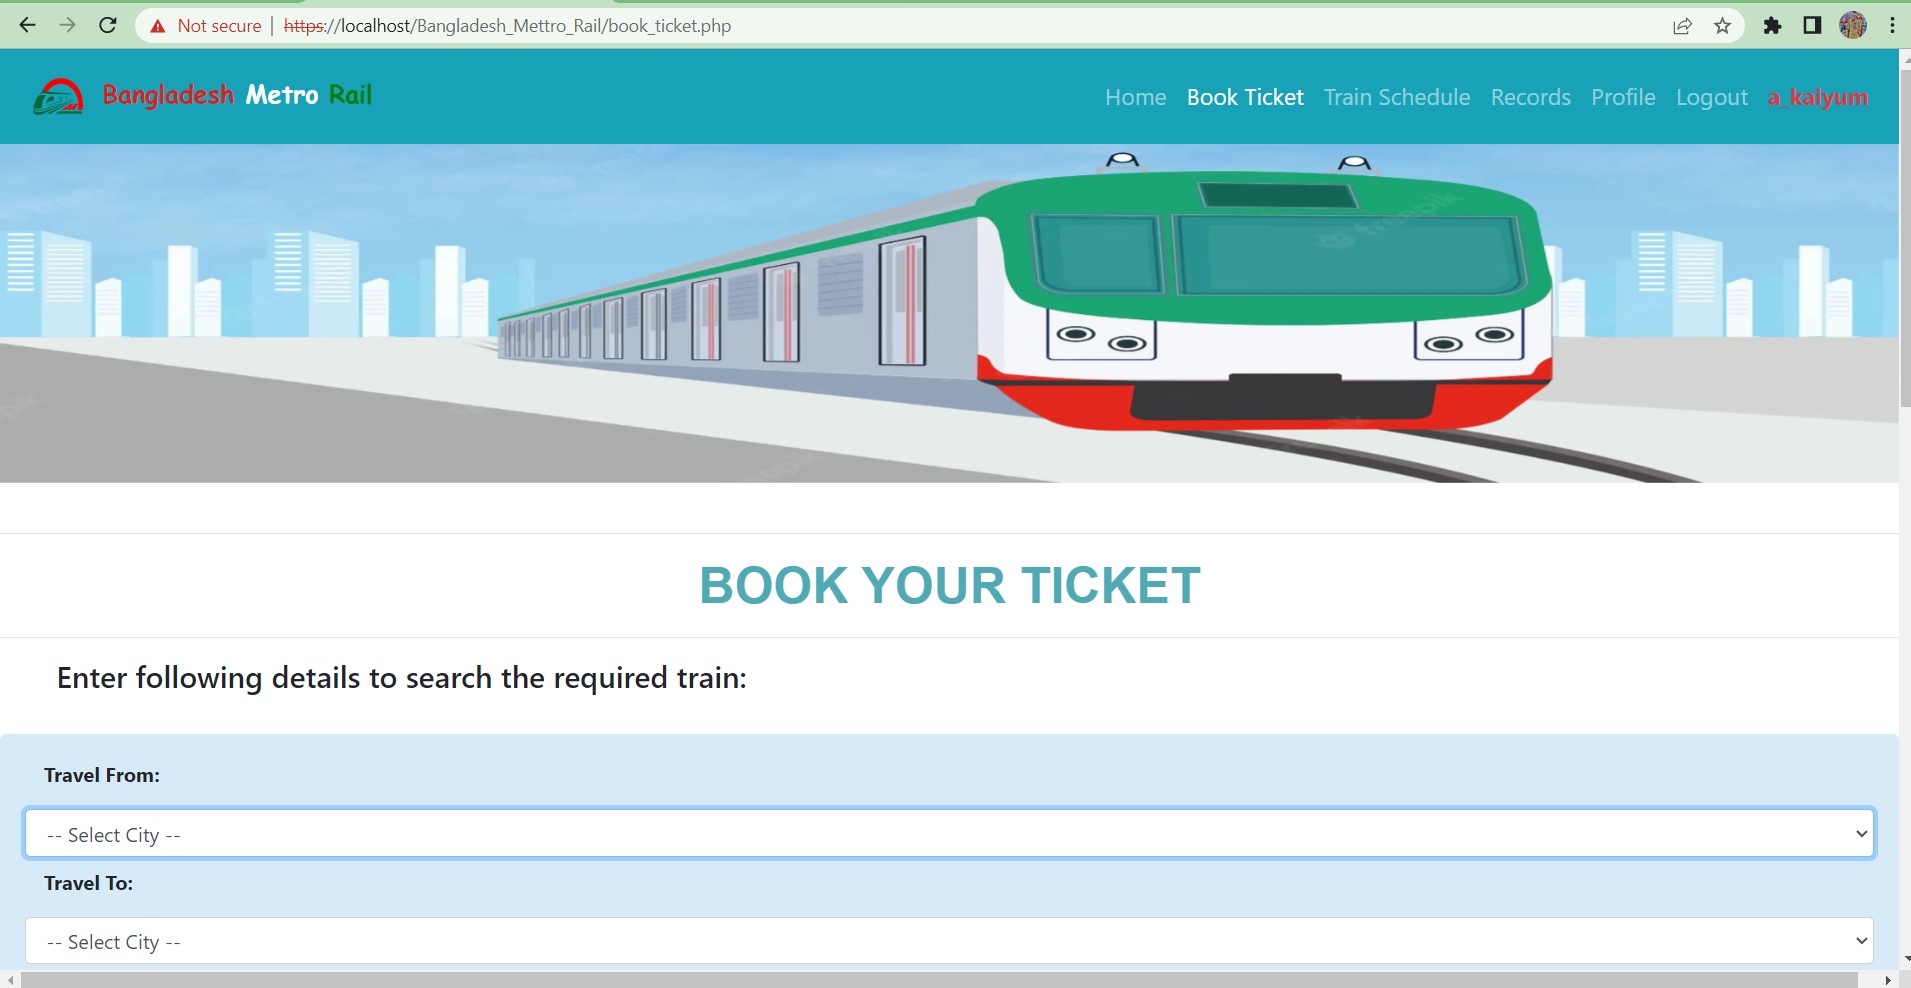 Not secure | https://localhost/Bangladesh_Mettro_Rail/book_ticket.php
Bangladesh Metro Rail
Home Book Ticket Train Schedule Records Profile Logout a_kaiyum
freepik
BOOK YOUR TICKET
Enter following details to search the required train:
Travel From:
-- Select City --
Travel To:
-- Select City --